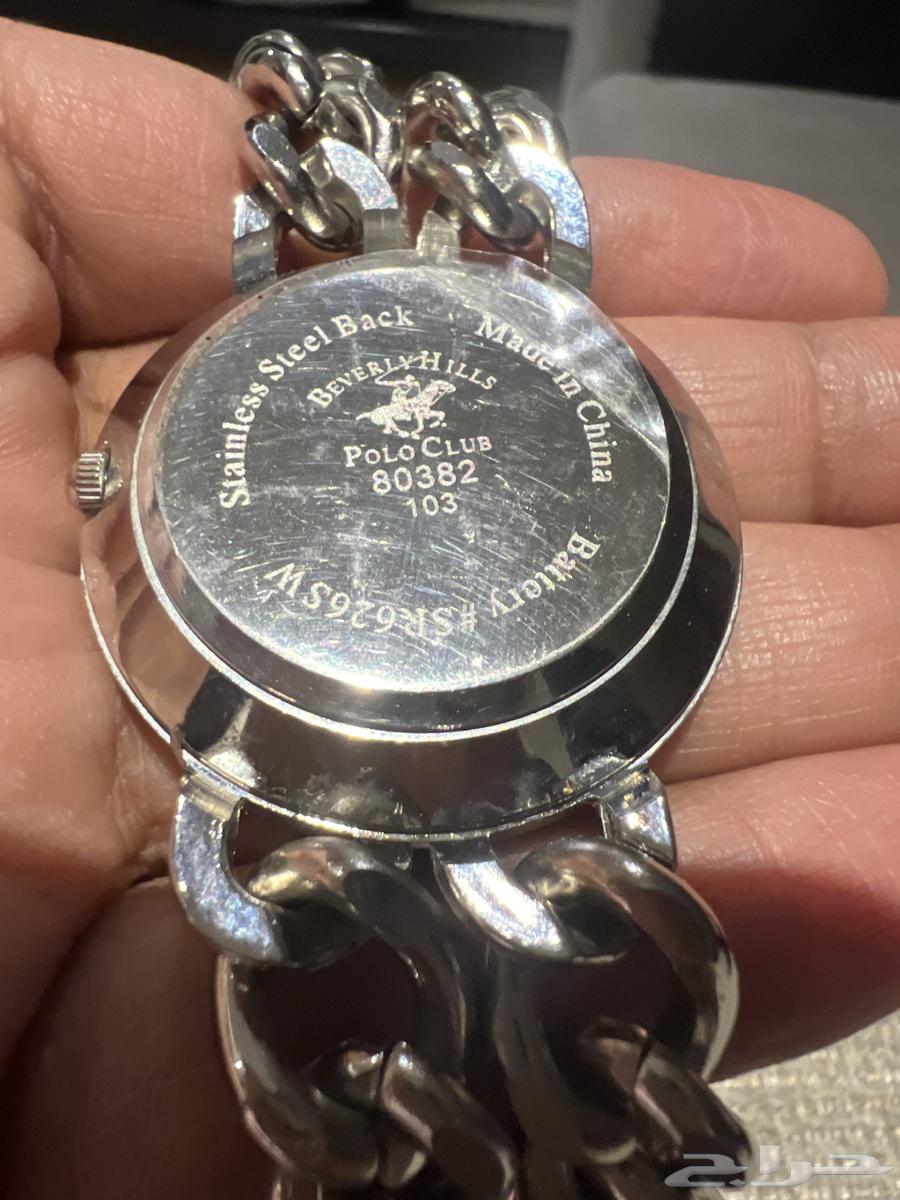 Stainless Steel Back
Made in China
BEVERLY HILLS
POLO CLUB
80382
103
Battery #SR626SW
حراج